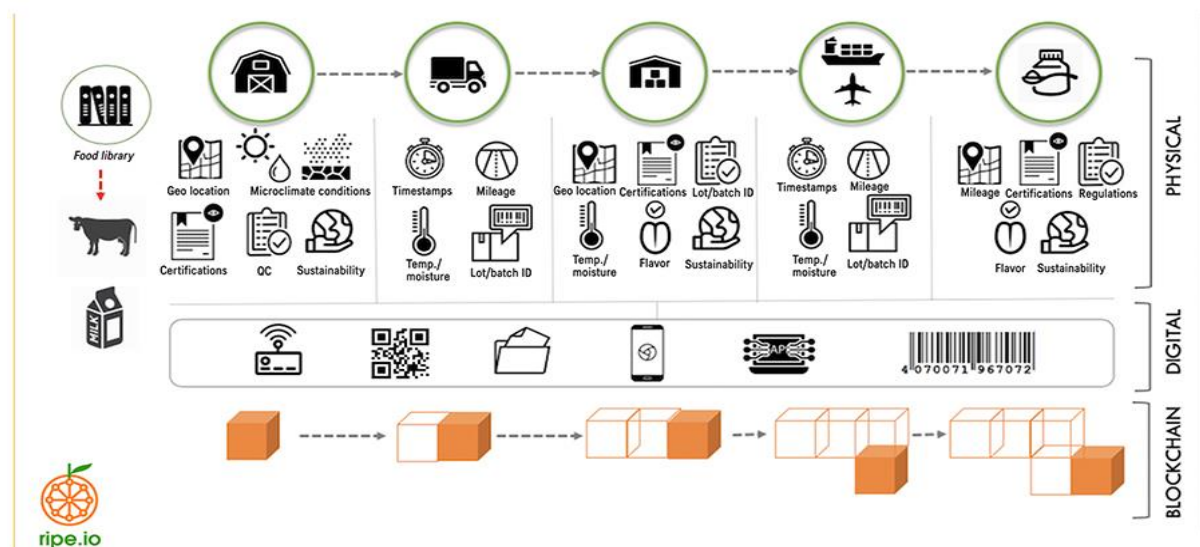 Food library
MILK
Geo location
Microclimate conditions
Certifications
QC
Sustainability
Timestamps
Mileage
Temp./
moisture
Lot/batch ID
Geo location
Certifications
Lot/batch ID
Temp./
moisture
Flavor
Sustainability
Timestamps
Mileage
Temp./
moisture
Lot/batch ID
Mileage
Certifications
Regulations
Flavor
Sustainability
PHYSICAL
API
4 070071 967072
DIGITAL
BLOCKCHAIN
ripe.io